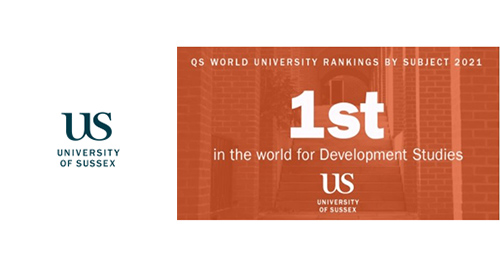 US
UNIVERSITY
OF SUSSEX
QS WORLD UNIVERSITY RANKINGS BY SUBJECT 2021
1st
in the world for Development Studies
US
UNIVERSITY
OF SUSSEX